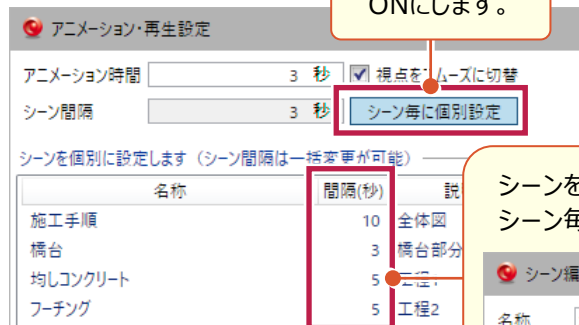 ONにします。
アニメーション・再生設定
アニメーション時間 3 秒 視点をスムーズに切替
シーン間隔 3 秒 シーン毎に個別設定
シーンを個別に設定します（シーン間隔は一括変更が可能）
名称 間隔(秒) 説
施工手順 10 全体図
橋台 3 橋台部分
均しコンクリート 5 工程1
フーチング 5 工程2
シーンを
シーン毎
シーン編
名称